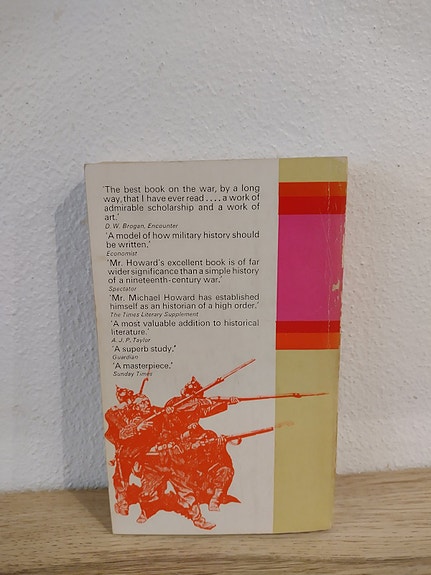 'The best book on the war, by a long
way, that I have ever read . . . . a work of
admirable scholarship and a work of
art.'
D. W. Brogan, Encounter
'A model of how military history should
be written.'
Economist
'Mr. Howard's excellent book is of far
wider significance than a simple history
of a nineteenth-century war.'
Spectator
'Mr. Michael Howard has established
himself as an historian of a high order.'
The Times Literary Supplement
'A most valuable addition to historical
literature.'
A. J. P. Taylor
'A superb study.'
Guardian
'A masterpiece.'
Sunday Times